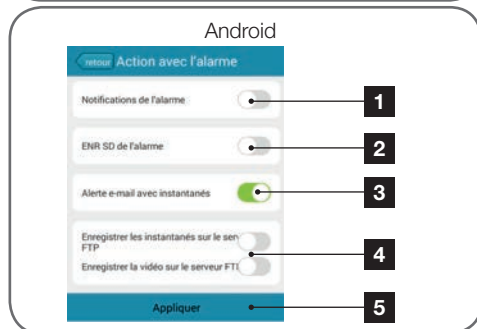 Android
retour Action avec l'alarme
Notifications de l'alarme
1
ENR SD de l'alarme
2
Alerte e-mail avec instantanés
3
Enregistrer les instantanés sur le ser
FTP
4
Enregistrer la vidéo sur le serveur FT
Appliquer
5